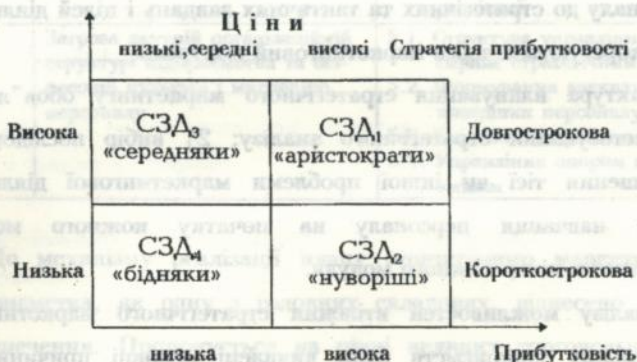 Ц і н и
низькі, середні високі Стратегія прибутковості
Висока СЗД₃ СЗД₁ Довгострокова
«середняки» «аристократи»
Низька СЗД₄ СЗД₂ Короткострокова
«бідняки» «нуворіші»
низька висока Прибутковість